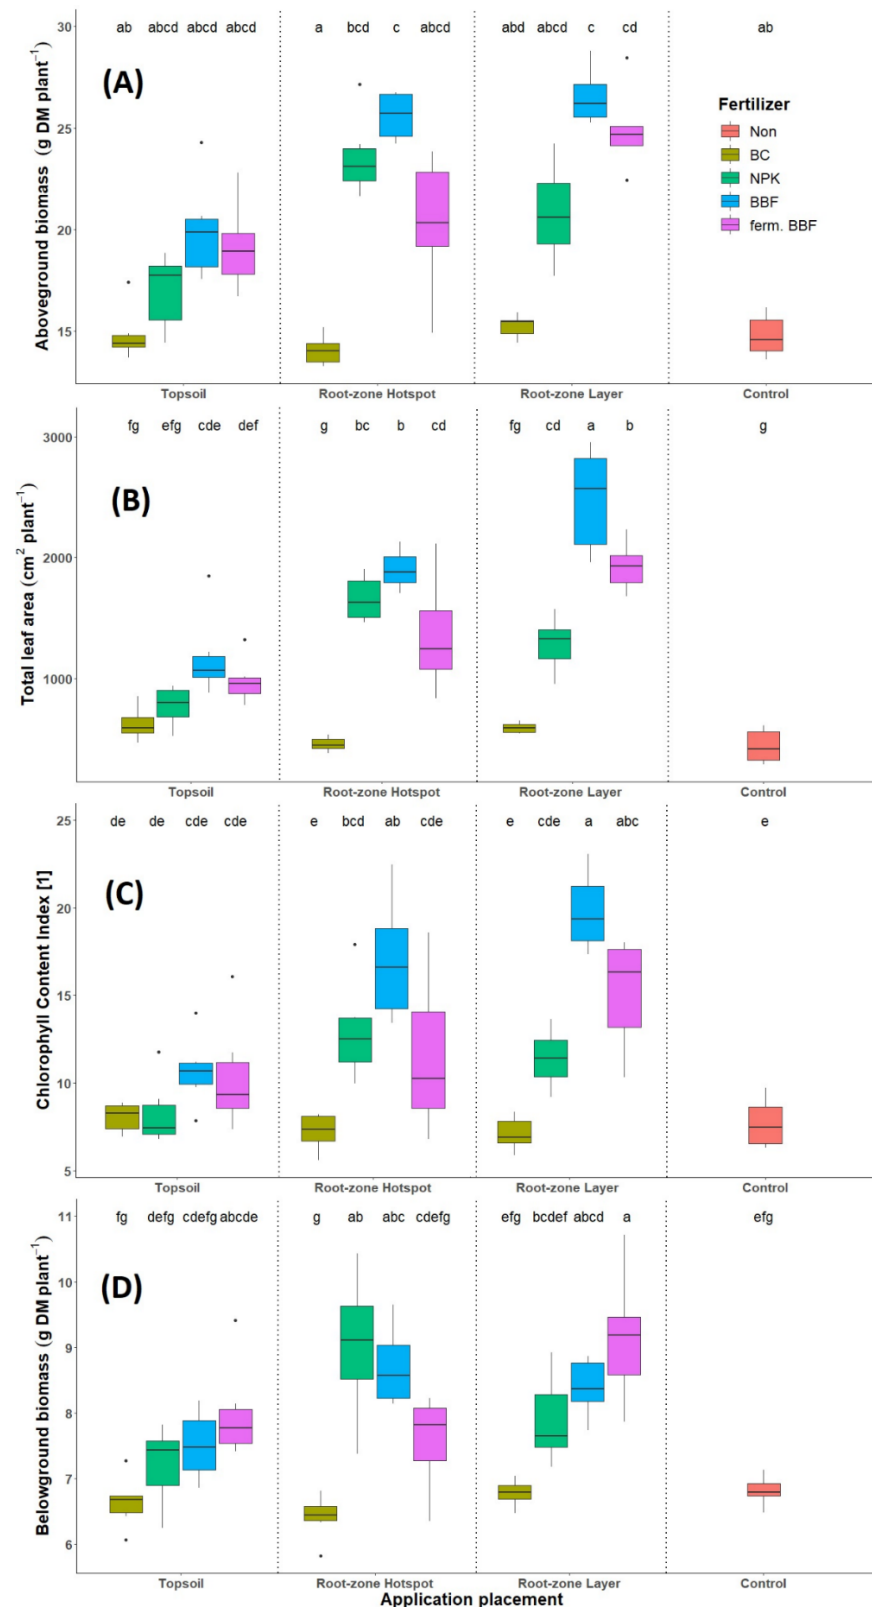 30
ab abcd abcd abcd a bcd c abcd abd abcd c cd ab
(A)
Fertilizer
Non
BC
NPK
BBF
ferm. BBF
25
20
15
Aboveground biomass (g DM plant⁻¹)
Topsoil Root-zone Hotspot Root-zone Layer Control
fg efg cde def g bc b cd fg cd a b g
3000
(B)
2000
1000
Total leaf area (cm² plant⁻¹)
Topsoil Root-zone Hotspot Root-zone Layer Control
25
de de cde cde e bcd ab cde e cde a abc e
(C)
20
15
10
5
Chlorophyll Content Index [1]
Topsoil Root-zone Hotspot Root-zone Layer Control
11
fg defg cdefg abcde g ab abc cdefg efg bcdef abcd a efg
(D)
10
9
8
7
6
Belowground biomass (g DM plant⁻¹)
Topsoil Root-zone Hotspot Root-zone Layer Control
Application placement